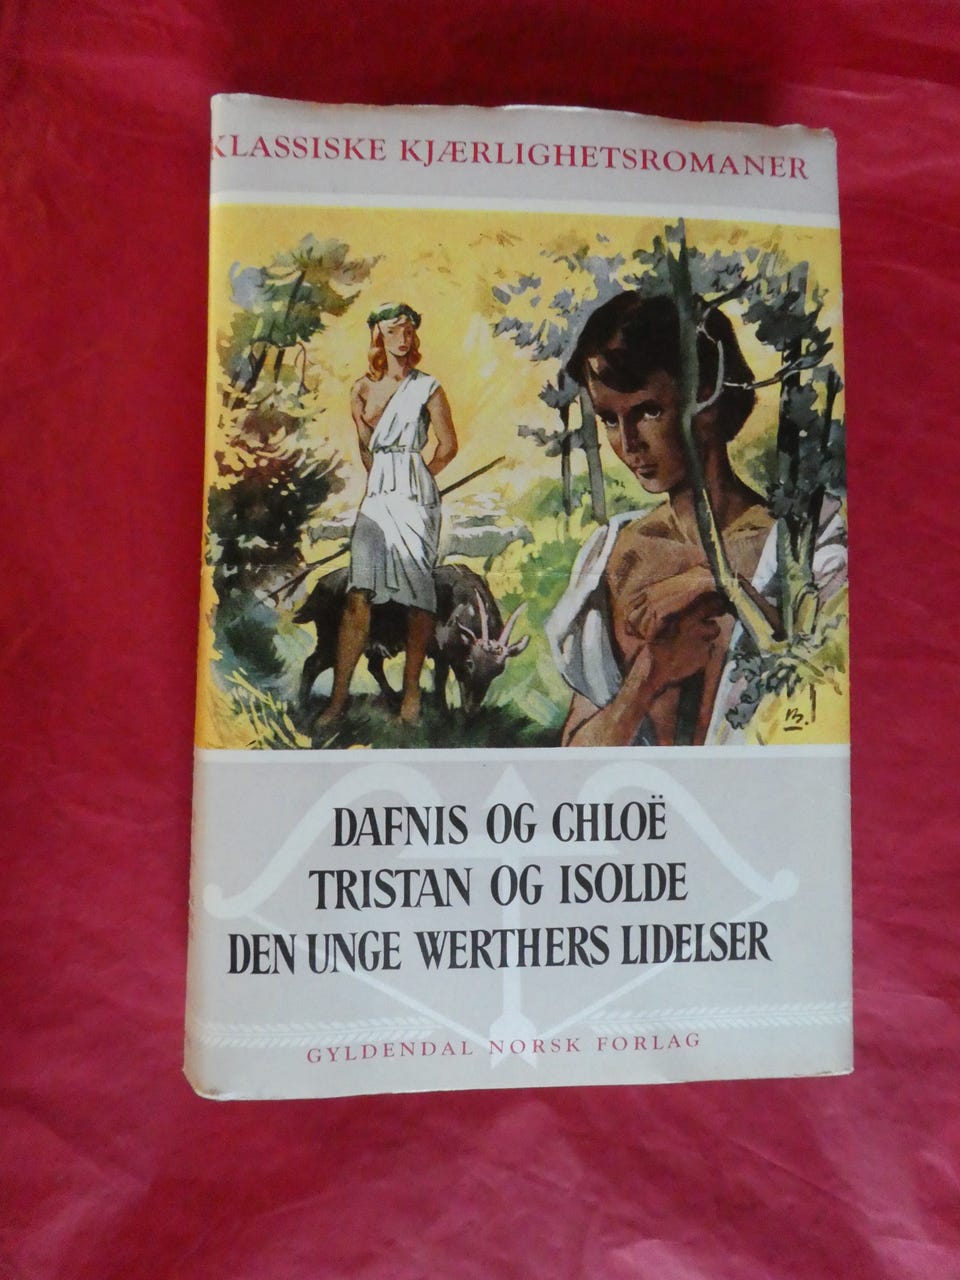 KLASSISKE KJÆRLIGHETSROMANER
B.
DAFNIS OG CHLOË
TRISTAN OG ISOLDE
DEN UNGE WERTHERS LIDELSER
GYLDENDAL NORSK FORLAG